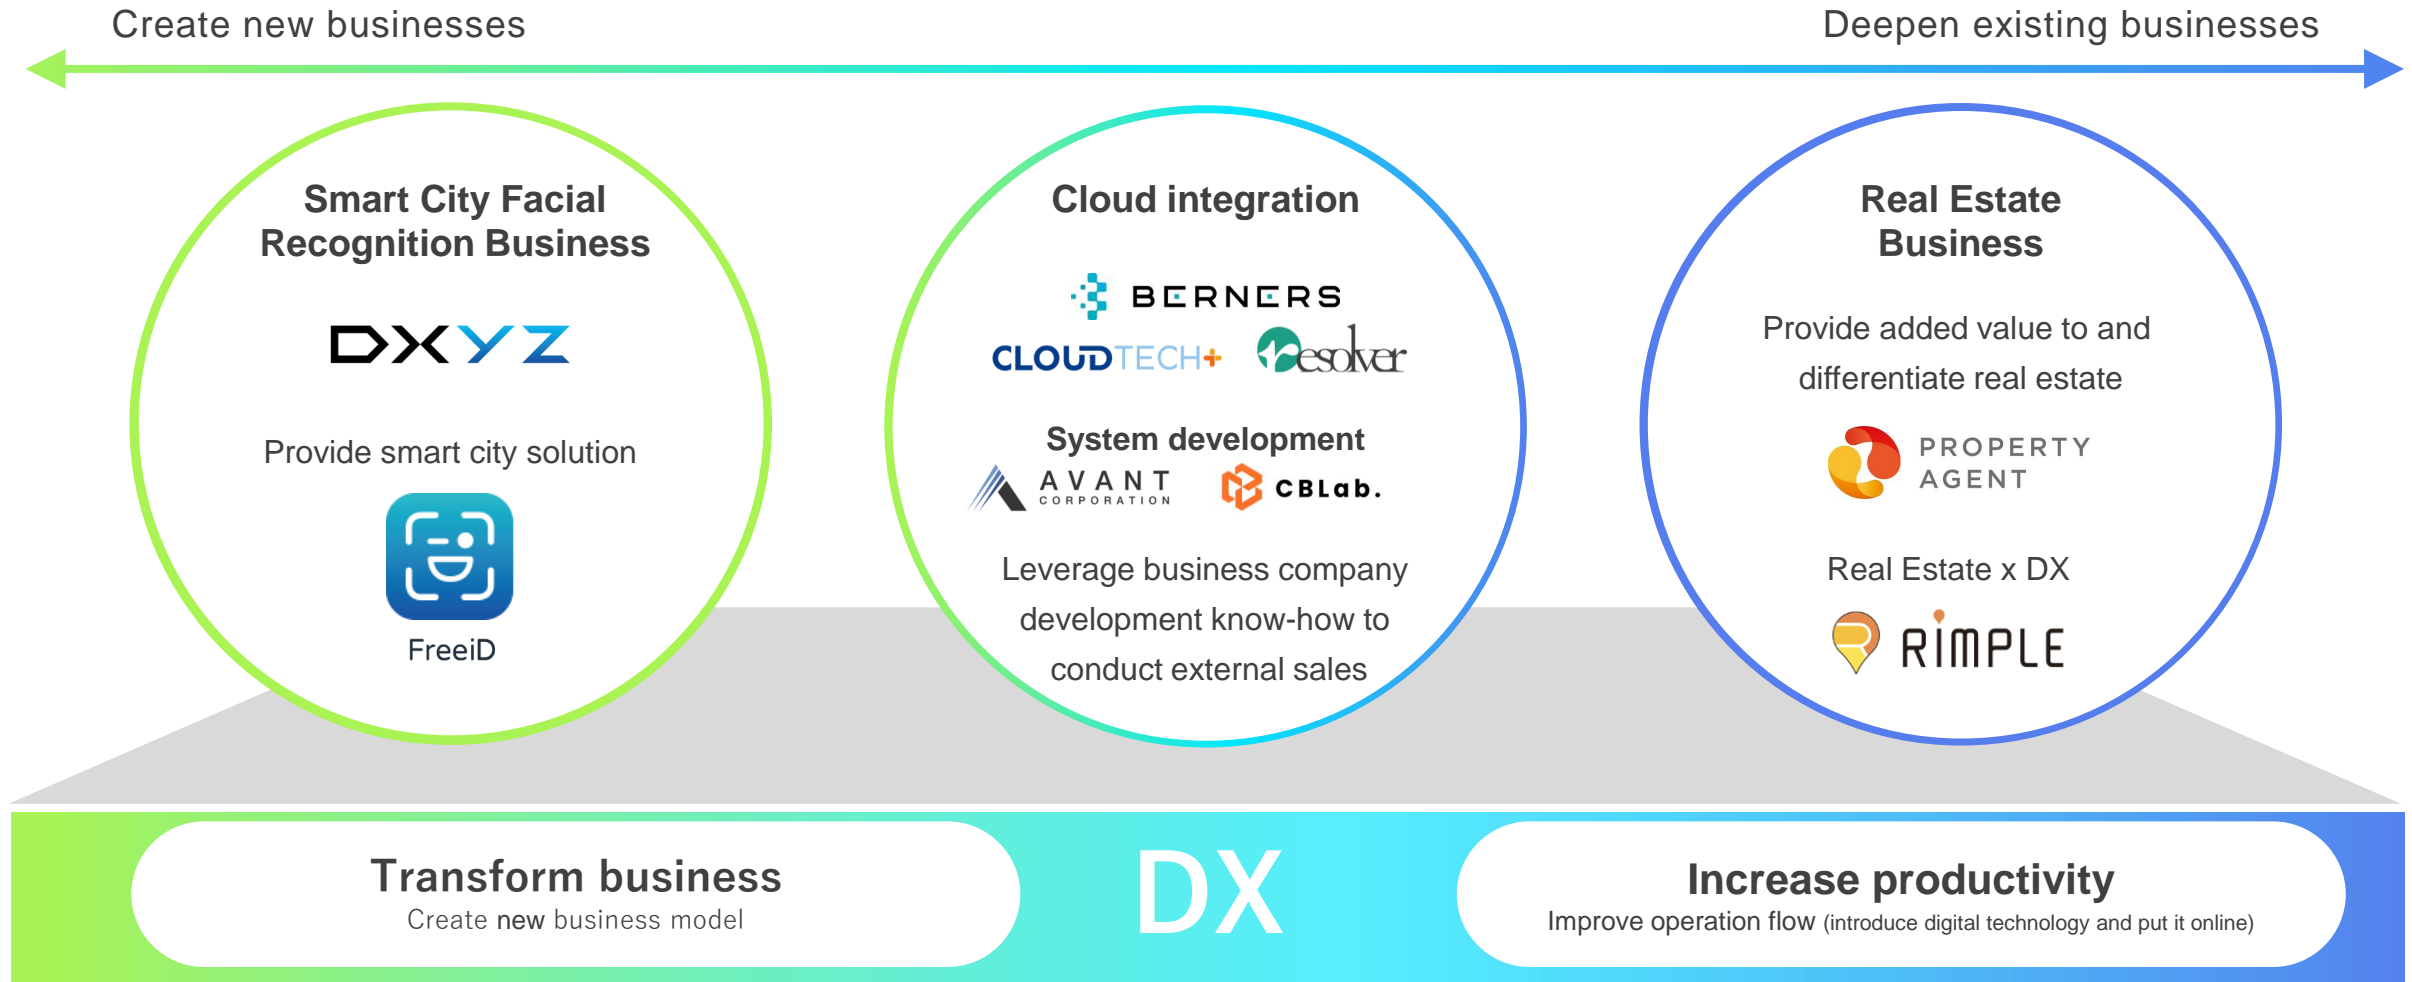 Create new businesses
Deepen existing businesses
Smart City Facial
Recognition Business
DXYZ
Provide smart city solution
FreeiD
Cloud integration
BERNERS
CLOUDTECH+
resolver
System development
AVANT
CORPORATION
CBLab.
Leverage business company
development know-how to
conduct external sales
Real Estate
Business
Provide added value to and
differentiate real estate
PROPERTY
AGENT
Real Estate x DX
RIMPLE
Transform business
Create new business model
DX
Increase productivity
Improve operation flow (introduce digital technology and put it online)